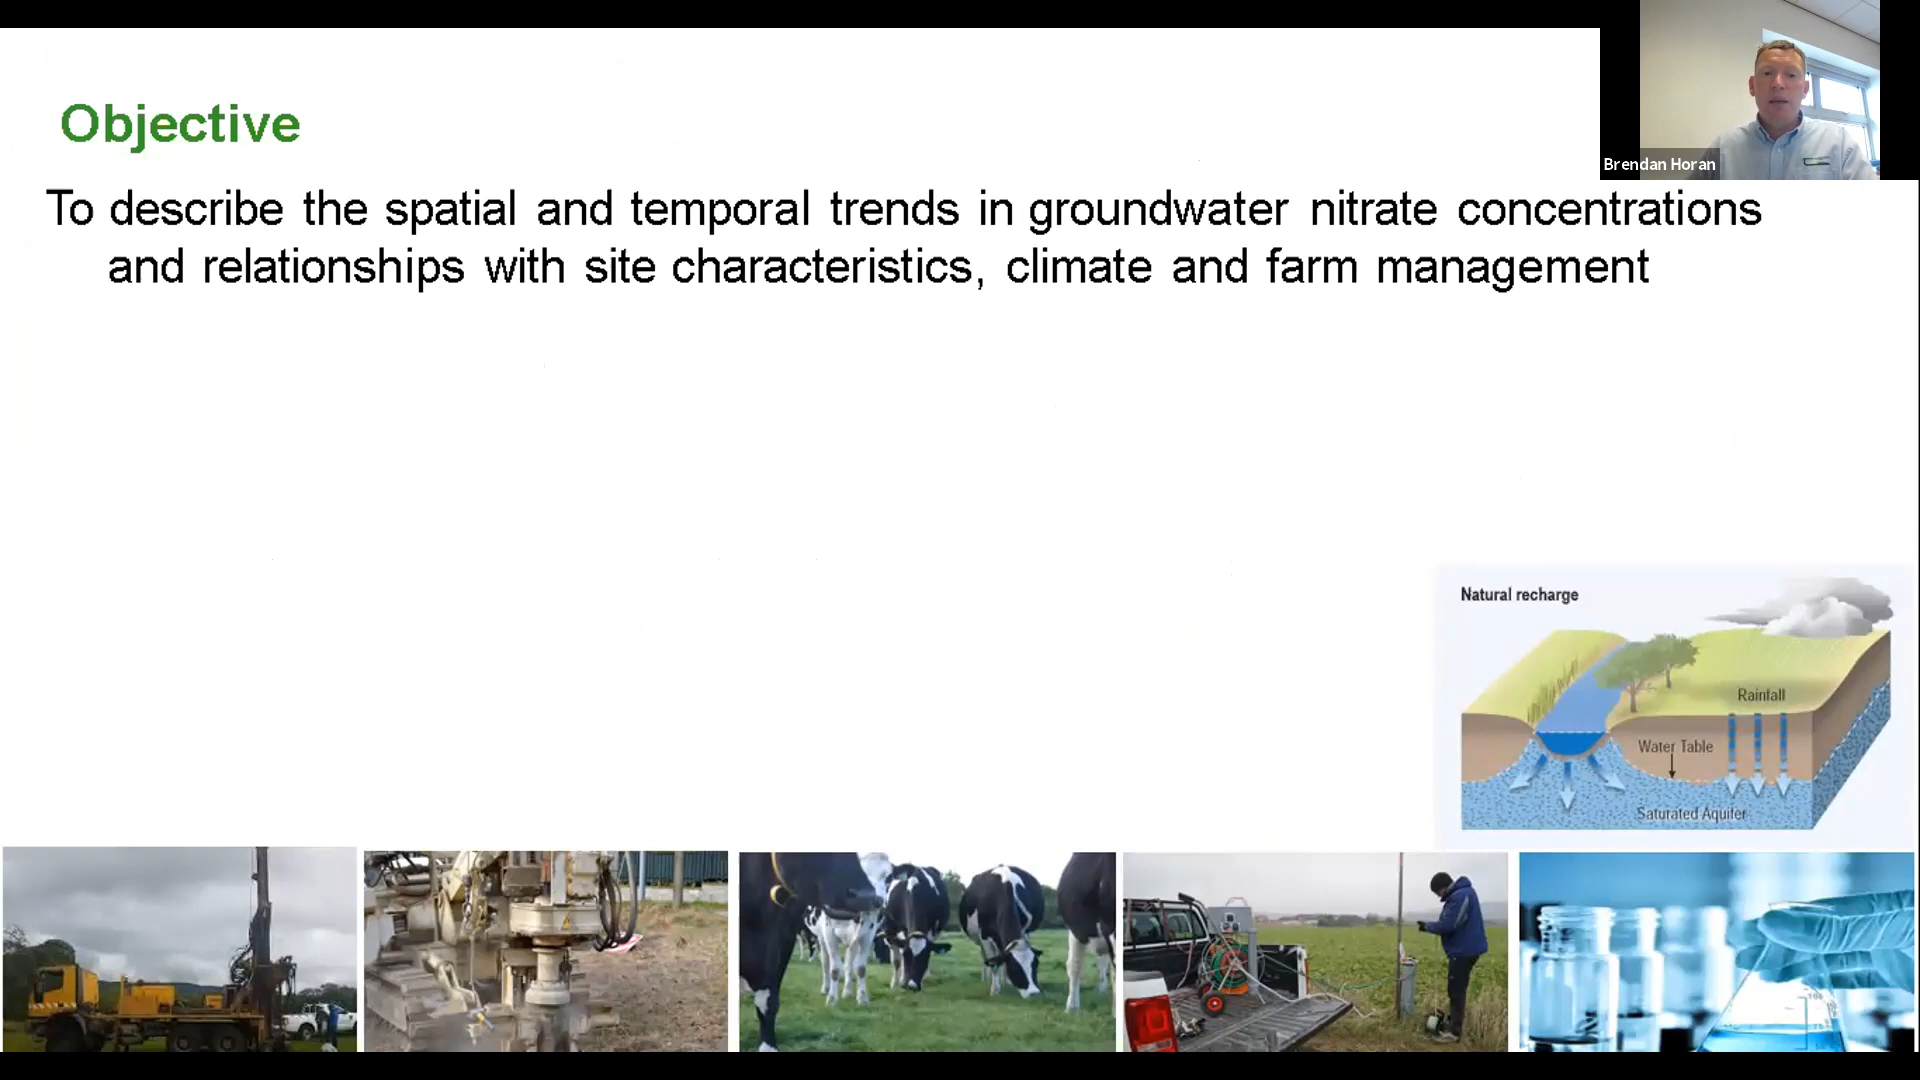 Objective
Brendan Horan
To describe the spatial and temporal trends in groundwater nitrate concentrations
and relationships with site characteristics, climate and farm management
Natural recharge
Rainfall
Water Table
Saturated Aquifer